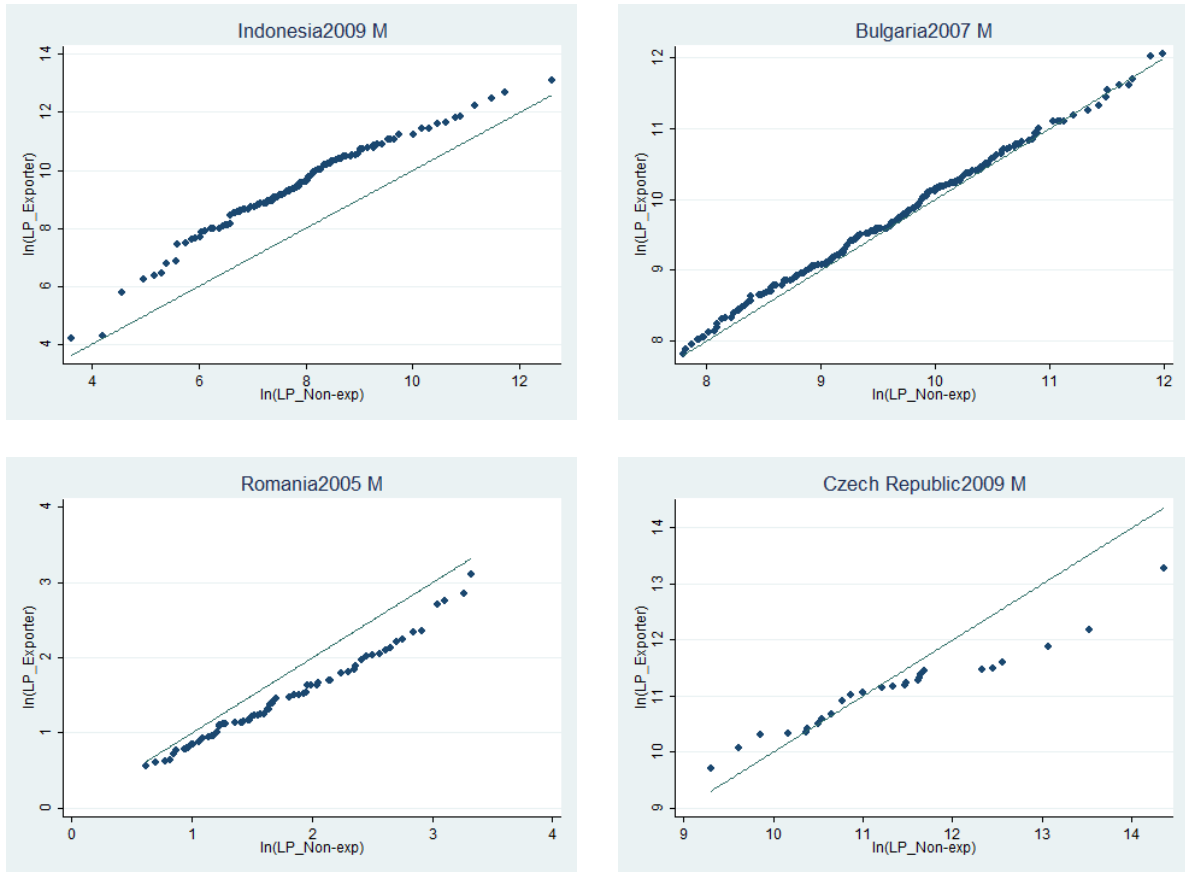 Indonesia2009 M
ln(LP_Exporter)
14
12
10
8
6
4
4 6 8 10 12
ln(LP_Non-exp)
Bulgaria2007 M
ln(LP_Exporter)
12
11
10
9
8
8 9 10 11 12
ln(LP_Non-exp)
Romania2005 M
ln(LP_Exporter)
4
3
2
1
0
0 1 2 3 4
ln(LP_Non-exp)
Czech Republic2009 M
ln(LP_Exporter)
14
13
12
11
10
9
9 10 11 12 13 14
ln(LP_Non-exp)